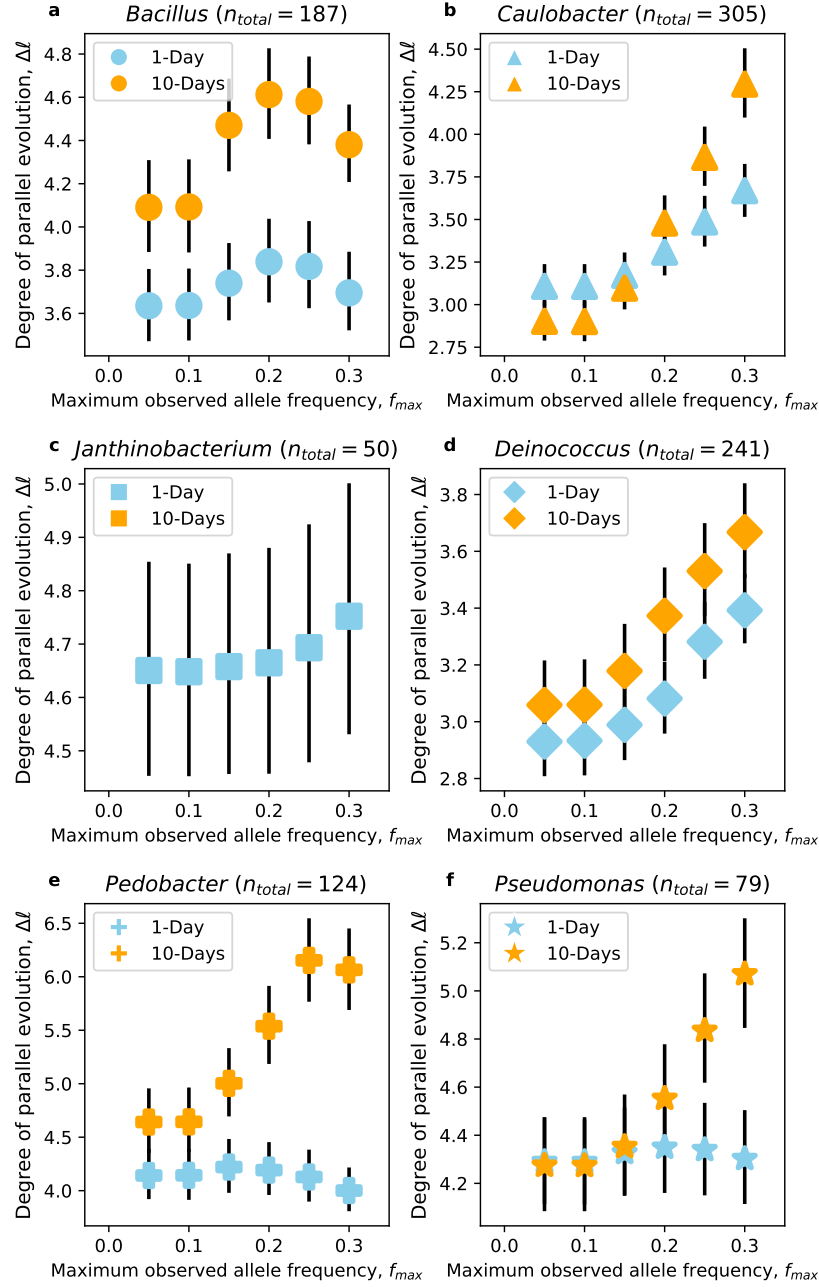 a Bacillus (n_total = 187)
Degree of parallel evolution, Δℓ
1-Day
10-Days
4.8
4.6
4.4
4.2
4.0
3.8
3.6
0.0 0.1 0.2 0.3
Maximum observed allele frequency, f_max
b Caulobacter (n_total = 305)
Degree of parallel evolution, Δℓ
1-Day
10-Days
4.50
4.25
4.00
3.75
3.50
3.25
3.00
2.75
0.0 0.1 0.2 0.3
Maximum observed allele frequency, f_max
c Janthinobacterium (n_total = 50)
Degree of parallel evolution, Δℓ
1-Day
10-Days
5.0
4.9
4.8
4.7
4.6
4.5
0.0 0.1 0.2 0.3
Maximum observed allele frequency, f_max
d Deinococcus (n_total = 241)
Degree of parallel evolution, Δℓ
1-Day
10-Days
3.8
3.6
3.4
3.2
3.0
2.8
0.0 0.1 0.2 0.3
Maximum observed allele frequency, f_max
e Pedobacter (n_total = 124)
Degree of parallel evolution, Δℓ
1-Day
10-Days
6.5
6.0
5.5
5.0
4.5
4.0
0.0 0.1 0.2 0.3
Maximum observed allele frequency, f_max
f Pseudomonas (n_total = 79)
Degree of parallel evolution, Δℓ
1-Day
10-Days
5.2
5.0
4.8
4.6
4.4
4.2
0.0 0.1 0.2 0.3
Maximum observed allele frequency, f_max